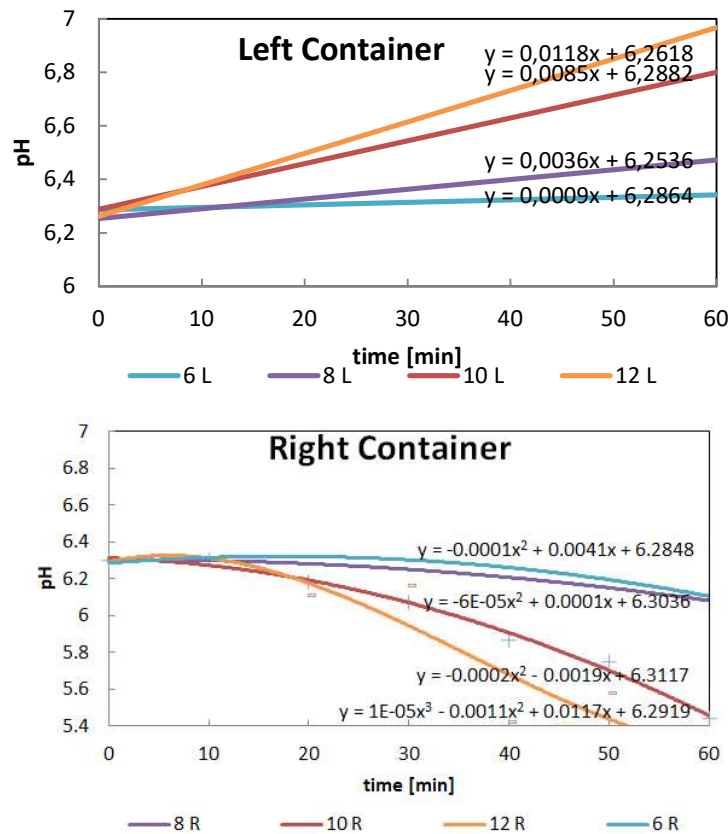 7
Left Container
y = 0,0118x + 6,2618
6,8
y = 0,0085x + 6,2882
6,6
pH
6,4
y = 0,0036x + 6,2536
y = 0,0009x + 6,2864
6,2
6
0 10 20 30 40 50 60
time [min]
6 L 8 L 10 L 12 L
7
Right Container
6.8
6.6
6.4
y = -0.0001x² + 0.0041x + 6.2848
pH
6.2
y = -6E-05x² + 0.0001x + 6.3036
6
5.8
y = -0.0002x² - 0.0019x + 6.3117
5.6
y = 1E-05x³ - 0.0011x² + 0.0117x + 6.2919
5.4
0 10 20 30 40 50 60
time [min]
8 R 10 R 12 R 6 R